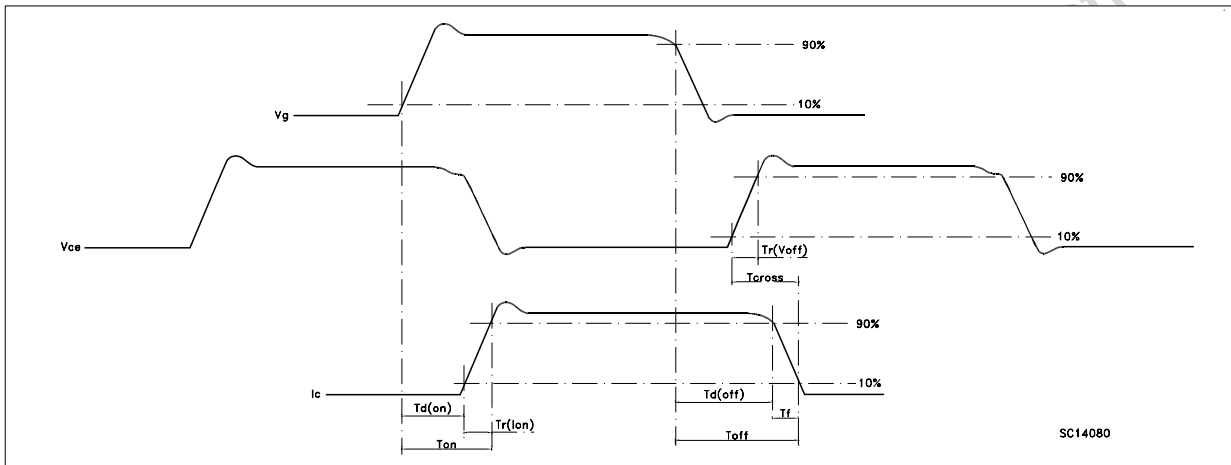 90%
10%
Vg
90%
Vce
10%
Tr(Voff)
Tcross
90%
10%
Ic
Td(on)
Td(off)
Tf
Tr(Ion)
Ton
Toff
SC14080